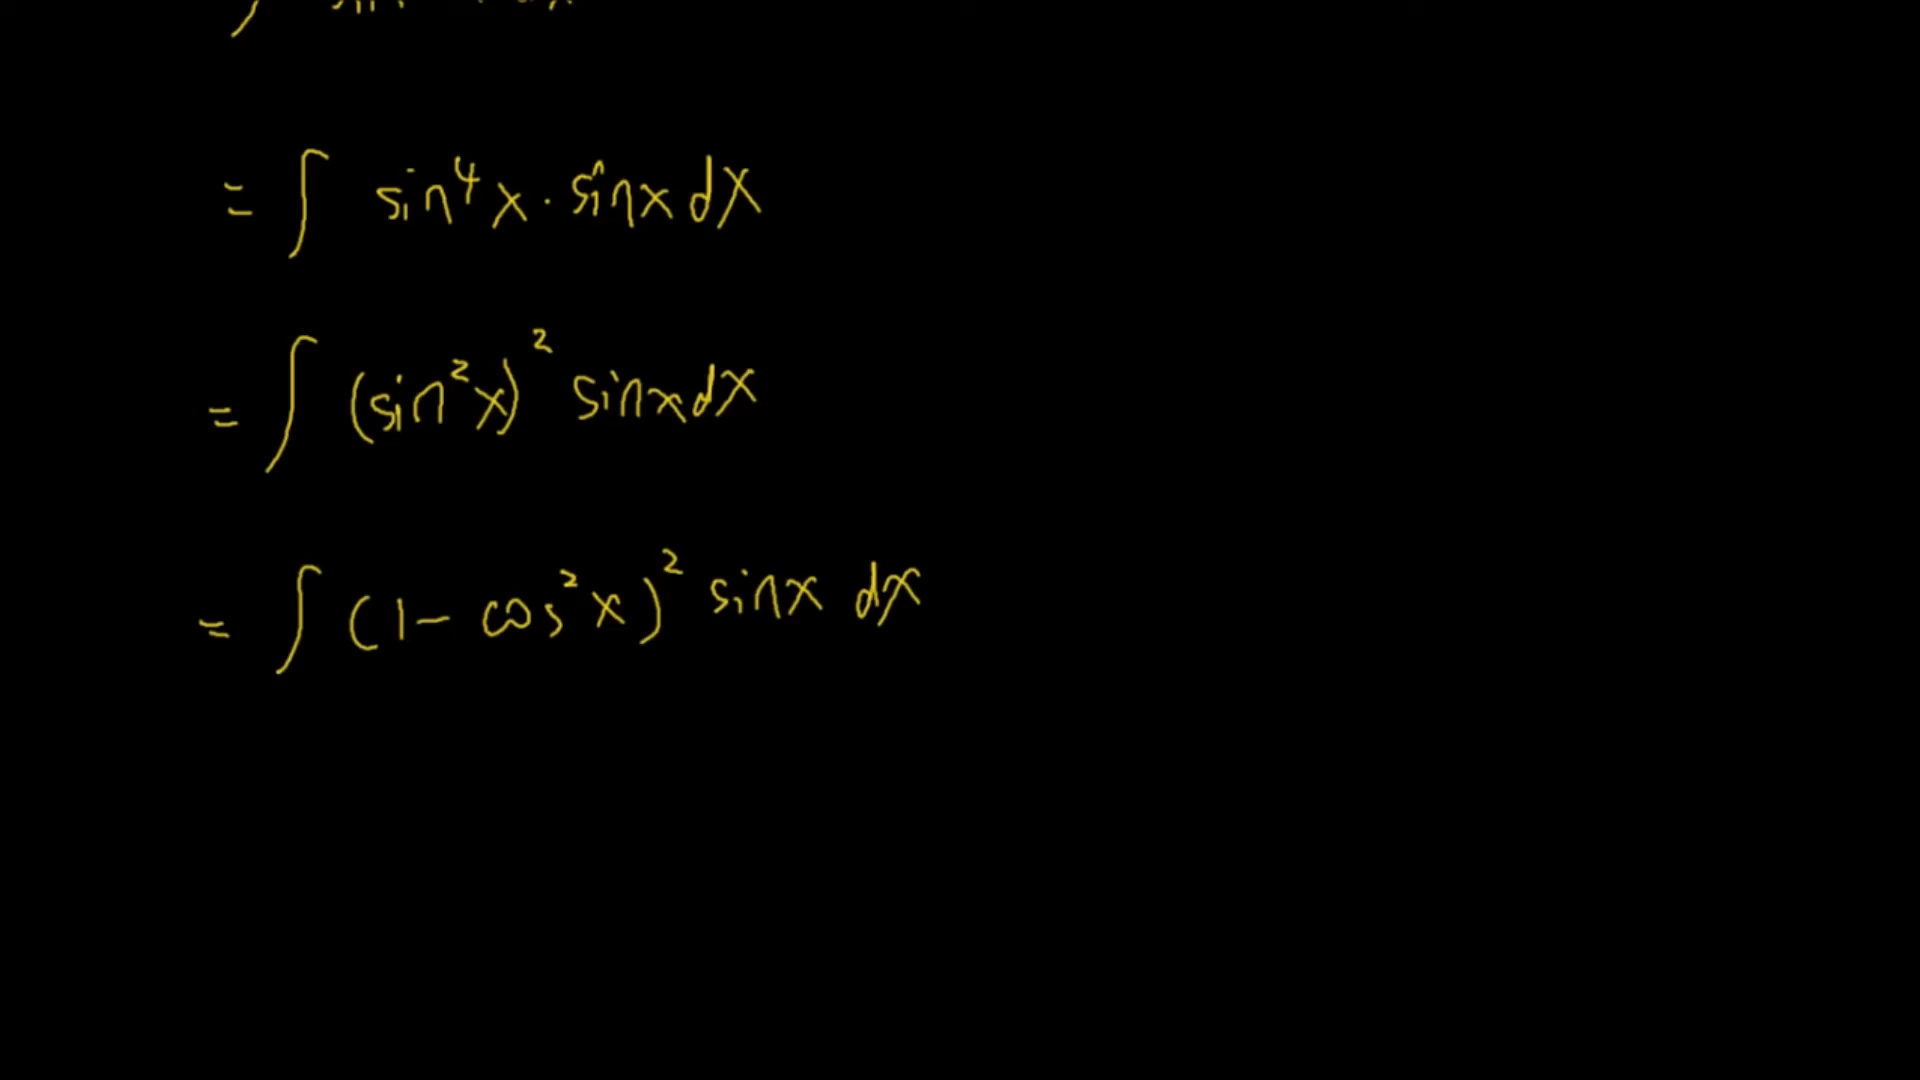 = ∫ sin⁴x · sinx dx
= ∫ (sin²x)² sinx dx
= ∫ (1 - cos²x)² sinx dx